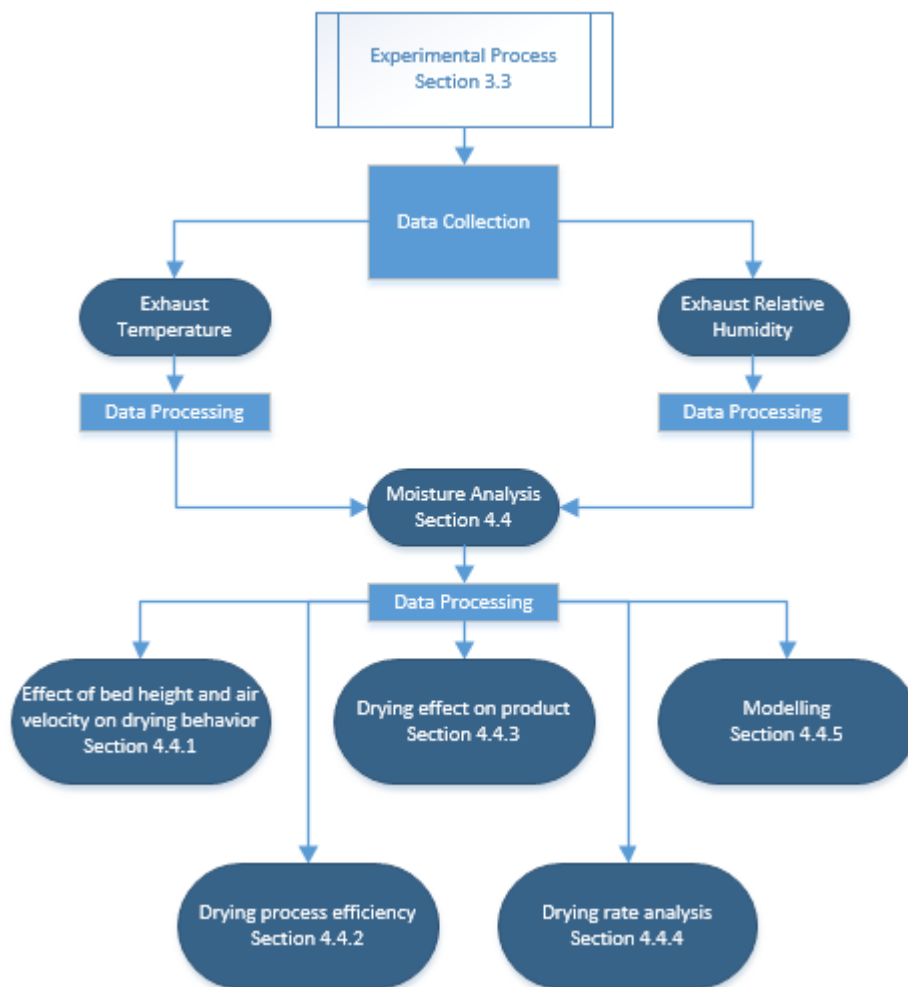 Experimental Process
Section 3.3
Data Collection
Exhaust
Temperature
Exhaust Relative
Humidity
Data Processing
Data Processing
Moisture Analysis
Section 4.4
Data Processing
Effect of bed height and air
velocity on drying behavior
Section 4.4.1
Drying effect on product
Section 4.4.3
Modelling
Section 4.4.5
Drying process efficiency
Section 4.4.2
Drying rate analysis
Section 4.4.4